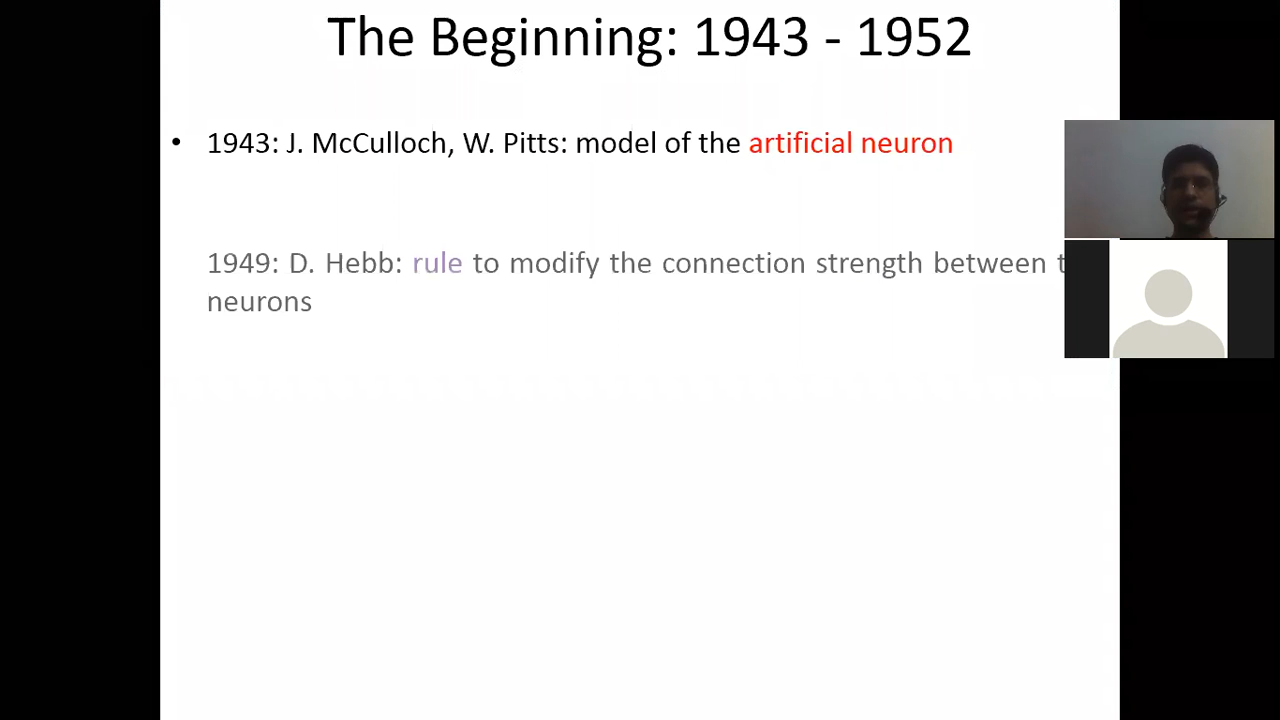 The Beginning: 1943 - 1952
• 1943: J. McCulloch, W. Pitts: model of the artificial neuron
1949: D. Hebb: rule to modify the connection strength between
neurons